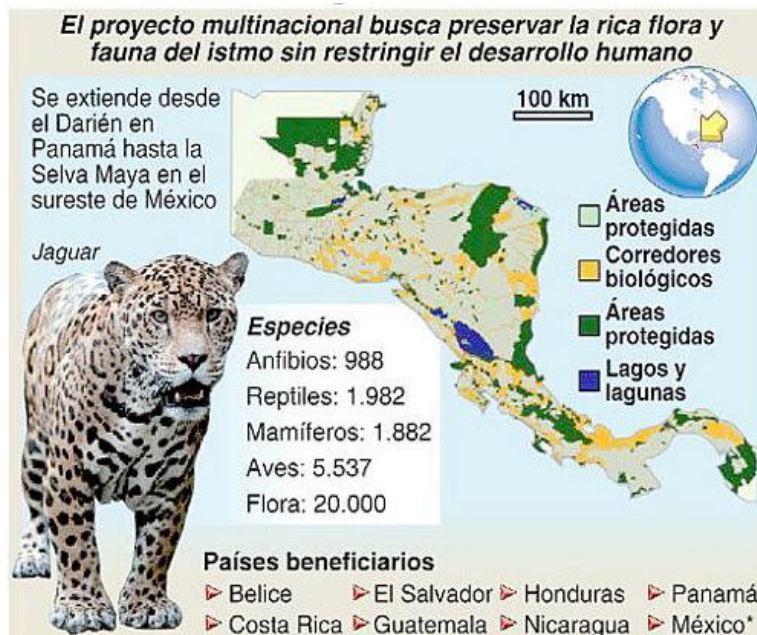 El proyecto multinacional busca preservar la rica flora y
fauna del istmo sin restringir el desarrollo humano
Se extiende desde
el Darién en
Panamá hasta la
Selva Maya en el
sureste de México
100 km
Jaguar
Áreas
protegidas
Corredores
biológicos
Áreas
protegidas
Lagos y
lagunas
Especies
Anfibios: 988
Reptiles: 1.982
Mamíferos: 1.882
Aves: 5.537
Flora: 20.000
Países beneficiarios
Belice El Salvador Honduras Panamá
Costa Rica Guatemala Nicaragua México*